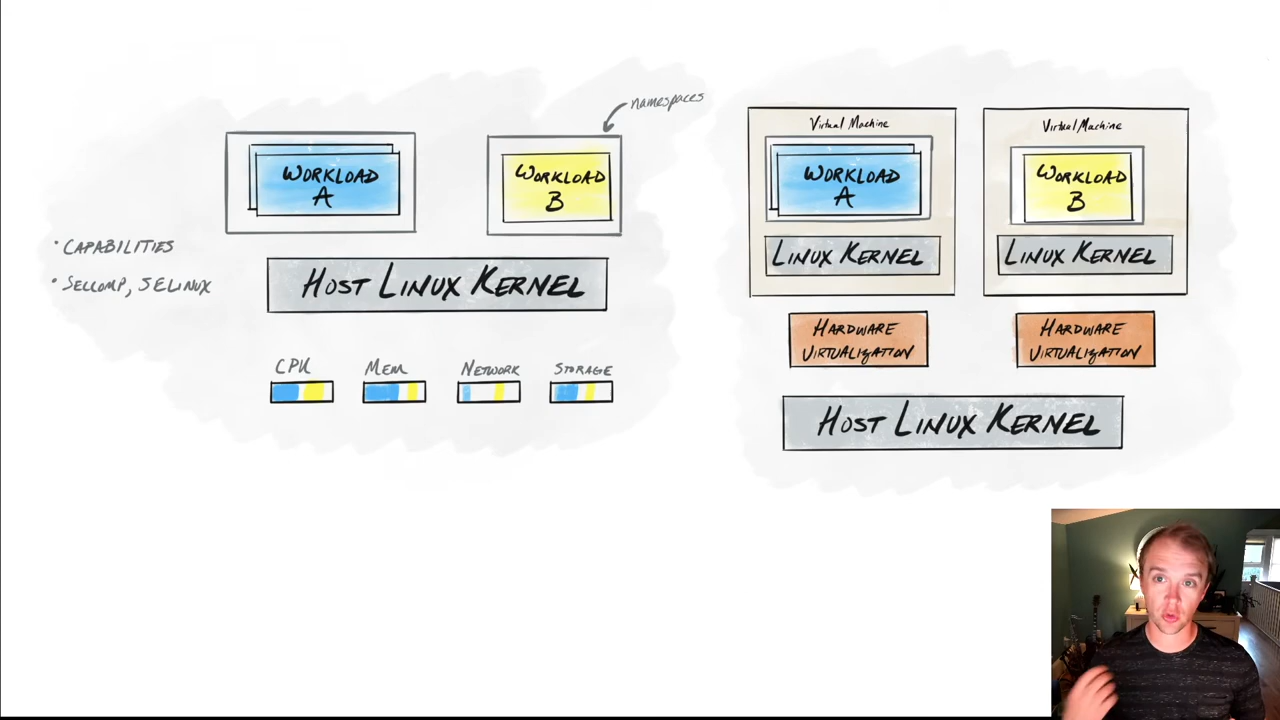 namespaces
WORKLOAD
A
WORKLOAD
B
• CAPABILITIES
• SECCOMP, SELINUX
HOST LINUX KERNEL
CPU
MEM
NETWORK
STORAGE
Virtual Machine
WORKLOAD
A
LINUX KERNEL
HARDWARE
VIRTUALIZATION
Virtual Machine
WORKLOAD
B
LINUX KERNEL
HARDWARE
VIRTUALIZATION
HOST LINUX KERNEL